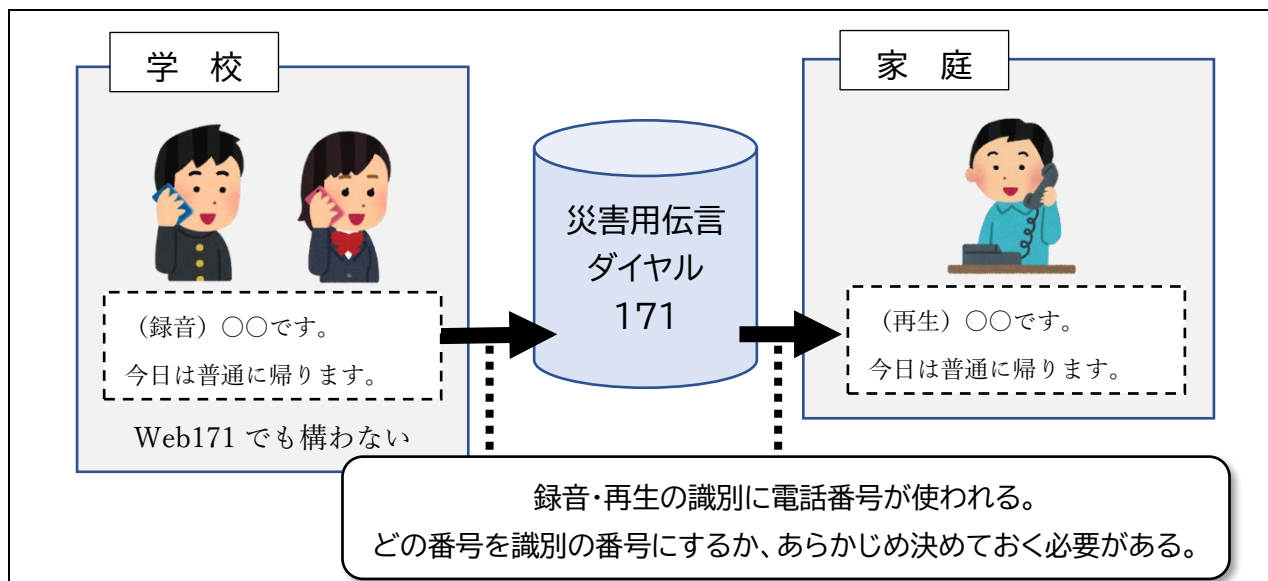 学 校
（録音）○○です。
今日は普通に帰ります。
Web171 でも構わない
災害用伝言
ダイヤル
171
家 庭
（再生）○○です。
今日は普通に帰ります。
録音・再生の識別に電話番号が使われる。
どの番号を識別の番号にするか、あらかじめ決めておく必要がある。